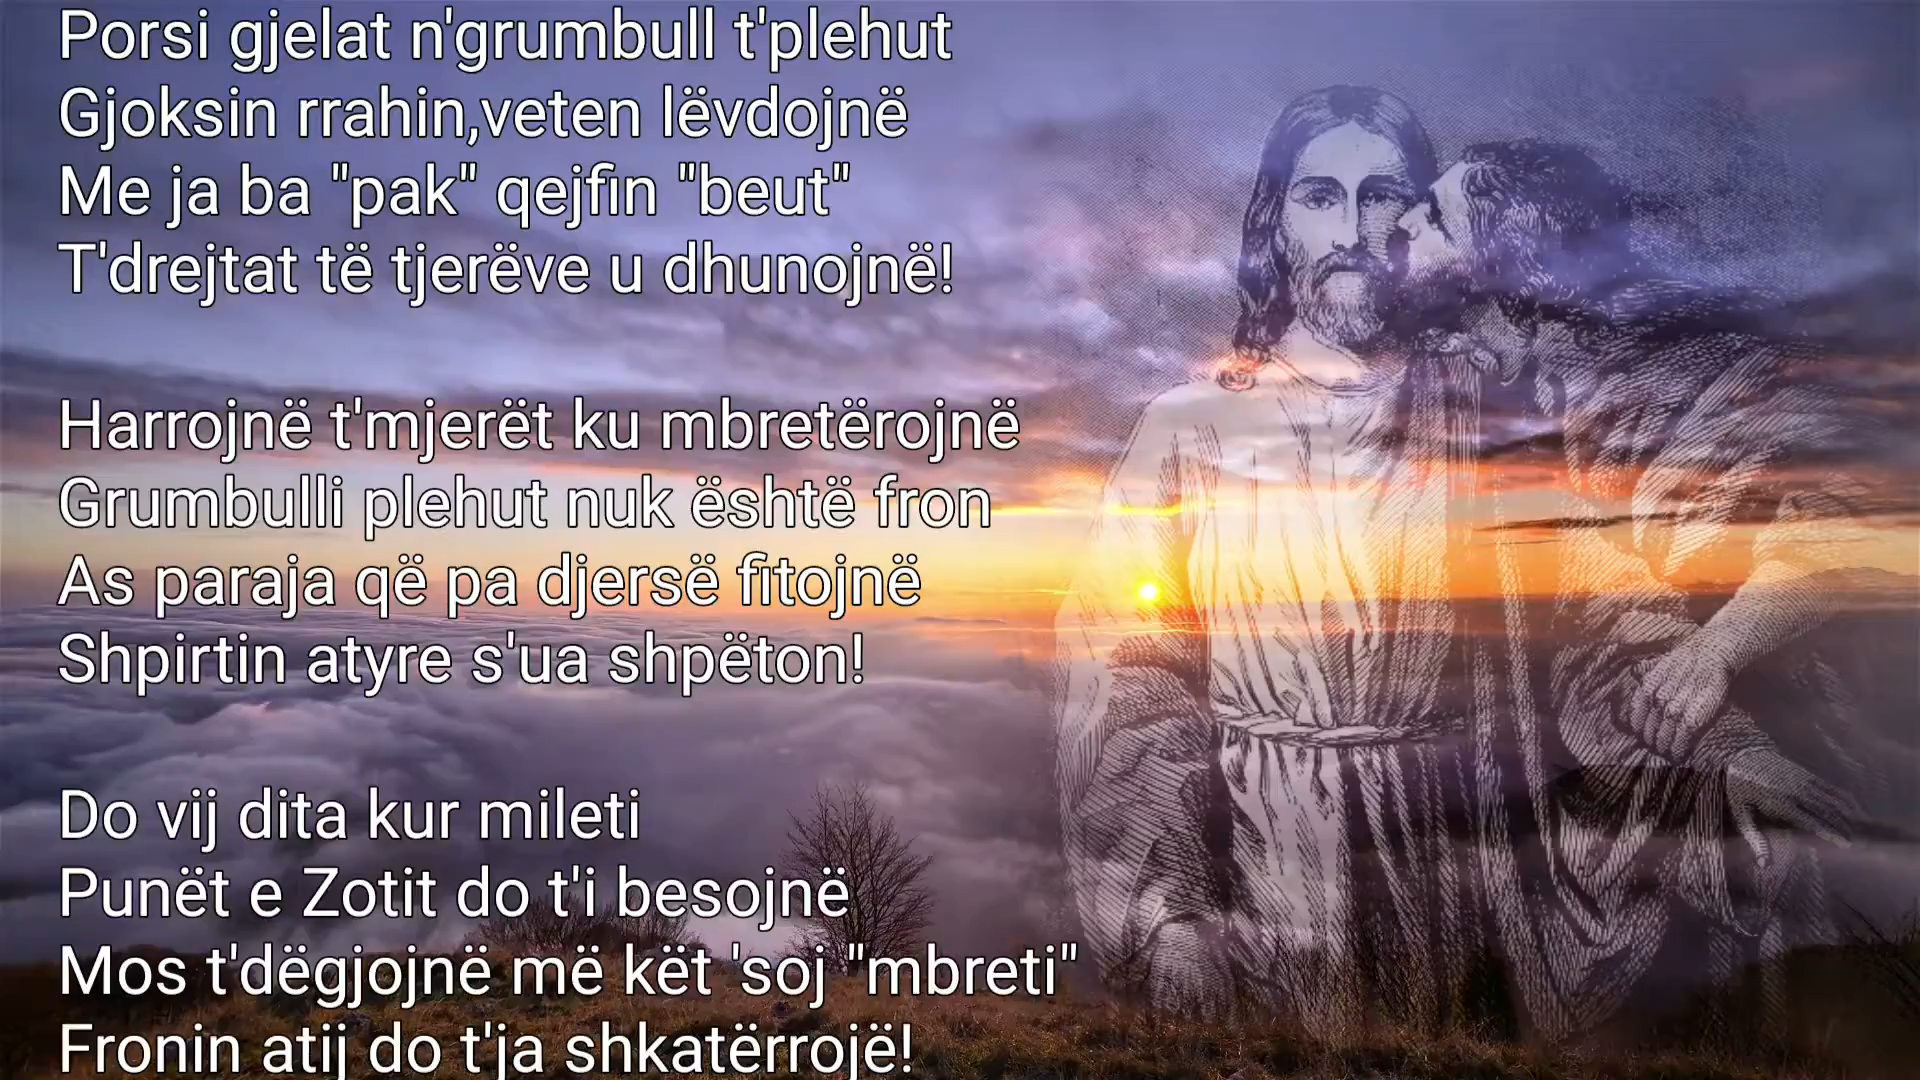 Porsi gjelat n'grumbull t'plehut
Gjoksin rrahin,veten lëvdojnë
Me ja ba "pak" qejfin "beut"
T'drejtat të tjerëve u dhunojnë!
Harrojnë t'mjerët ku mbretërojnë
Grumbulli plehut nuk është fron
As paraja që pa djersë fitojnë
Shpirtin atyre s'ua shpëton!
Do vij dita kur mileti
Punët e Zotit do t'i besojnë
Mos t'dëgjojnë më kët 'soj "mbreti"
Fronin atij do t'ja shkatërrojë!